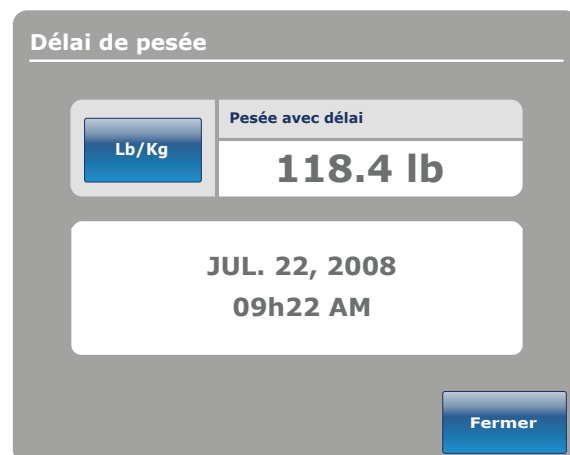 Délai de pesée
Lb/Kg
Pesée avec délai
118.4 lb
JUL. 22, 2008
09h22 AM
Fermer